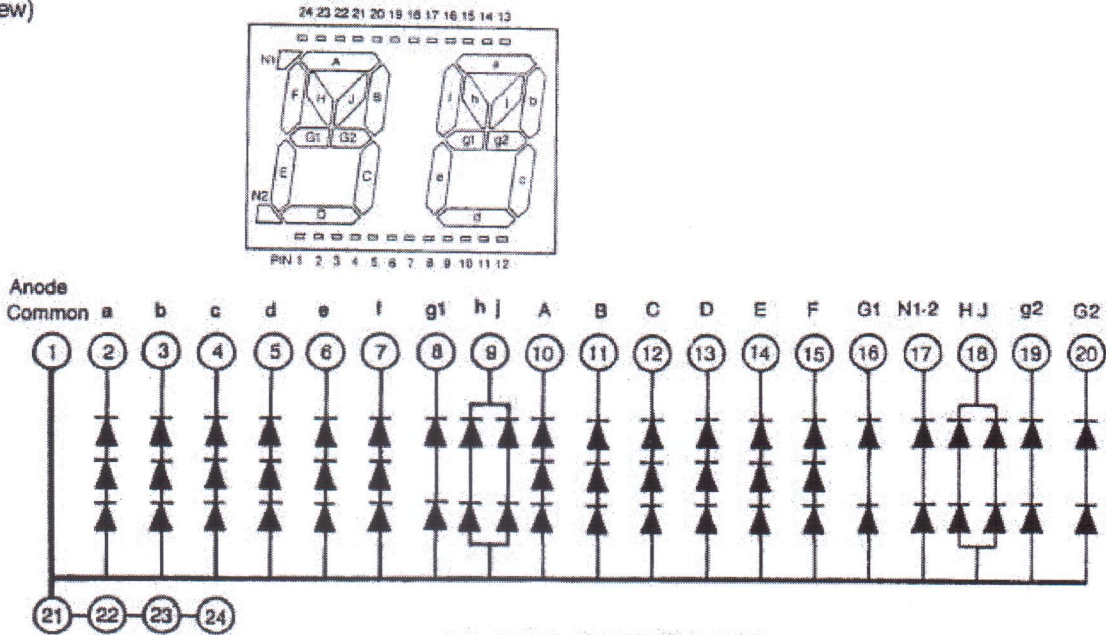 ew)
24 23 22 21 20 19 18 17 16 15 14 13
N1 A a
F H J B f h j b
G1 G2 g1 g2
E C e c
N2 D d
PIN 1 2 3 4 5 6 7 8 9 10 11 12
Anode
Common a b c d e f g1 h j A B C D E F G1 N1-2 H J g2 G2
1 2 3 4 5 6 7 8 9 10 11 12 13 14 15 16 17 18 19 20
21 22 23 24